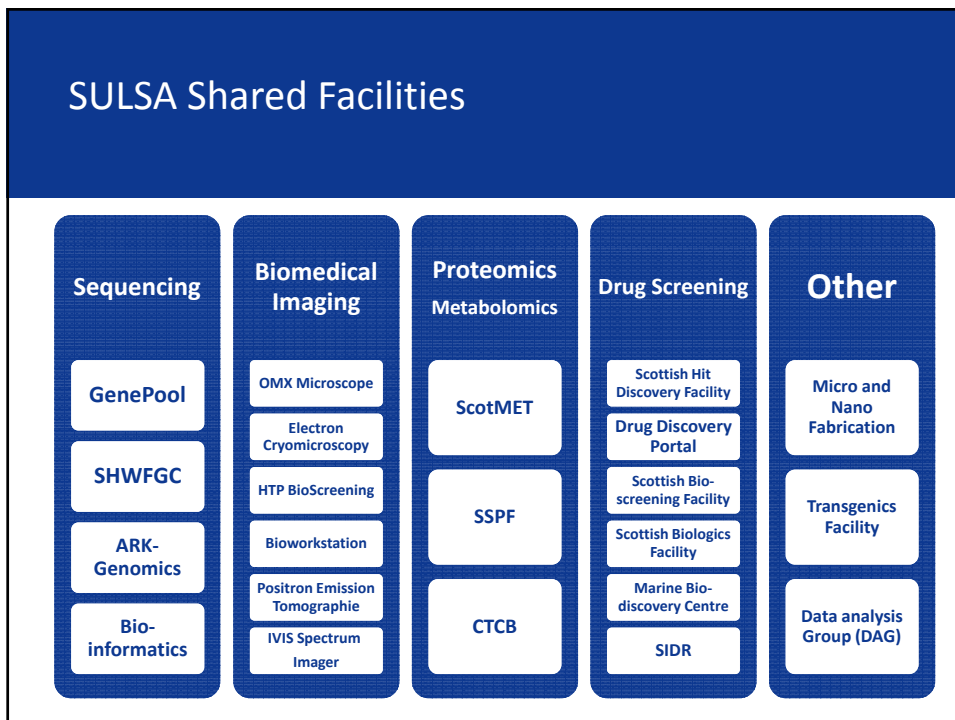 SULSA Shared Facilities
Sequencing
GenePool
SHWFGC
ARK-
Genomics
Bio-
informatics
Biomedical
Imaging
OMX Microscope
Electron
Cryomicroscopy
HTP BioScreening
Bioworkstation
Positron Emission
Tomographie
IVIS Spectrum
Imager
Proteomics
Metabolomics
ScotMET
SSPF
CTCB
Drug Screening
Scottish Hit
Discovery Facility
Drug Discovery
Portal
Scottish Bio-
screening Facility
Scottish Biologics
Facility
Marine Bio-
discovery Centre
SIDR
Other
Micro and
Nano
Fabrication
Transgenics
Facility
Data analysis
Group (DAG)